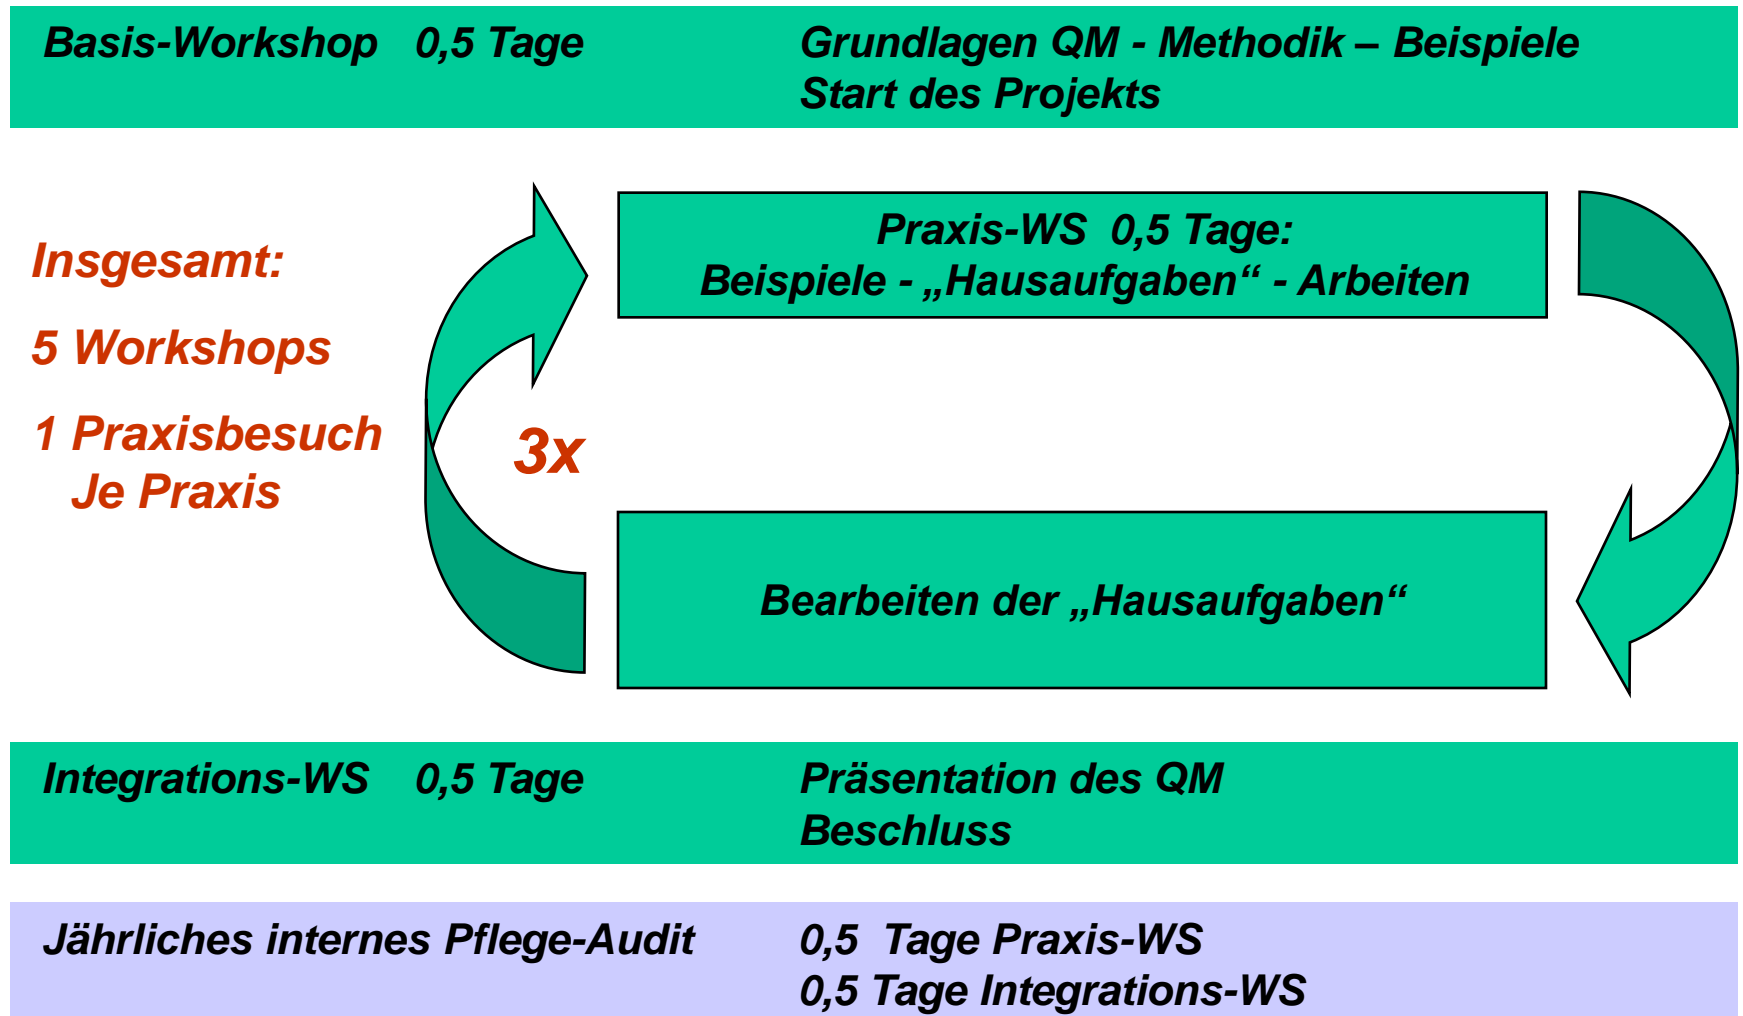 Basis-Workshop 0,5 Tage Grundlagen QM - Methodik – Beispiele
Start des Projekts
Insgesamt:
5 Workshops
1 Praxisbesuch
Je Praxis
3x
Praxis-WS 0,5 Tage:
Beispiele - „Hausaufgaben“ - Arbeiten
Bearbeiten der „Hausaufgaben“
Integrations-WS 0,5 Tage Präsentation des QM
Beschluss
Jährliches internes Pflege-Audit 0,5 Tage Praxis-WS
0,5 Tage Integrations-WS